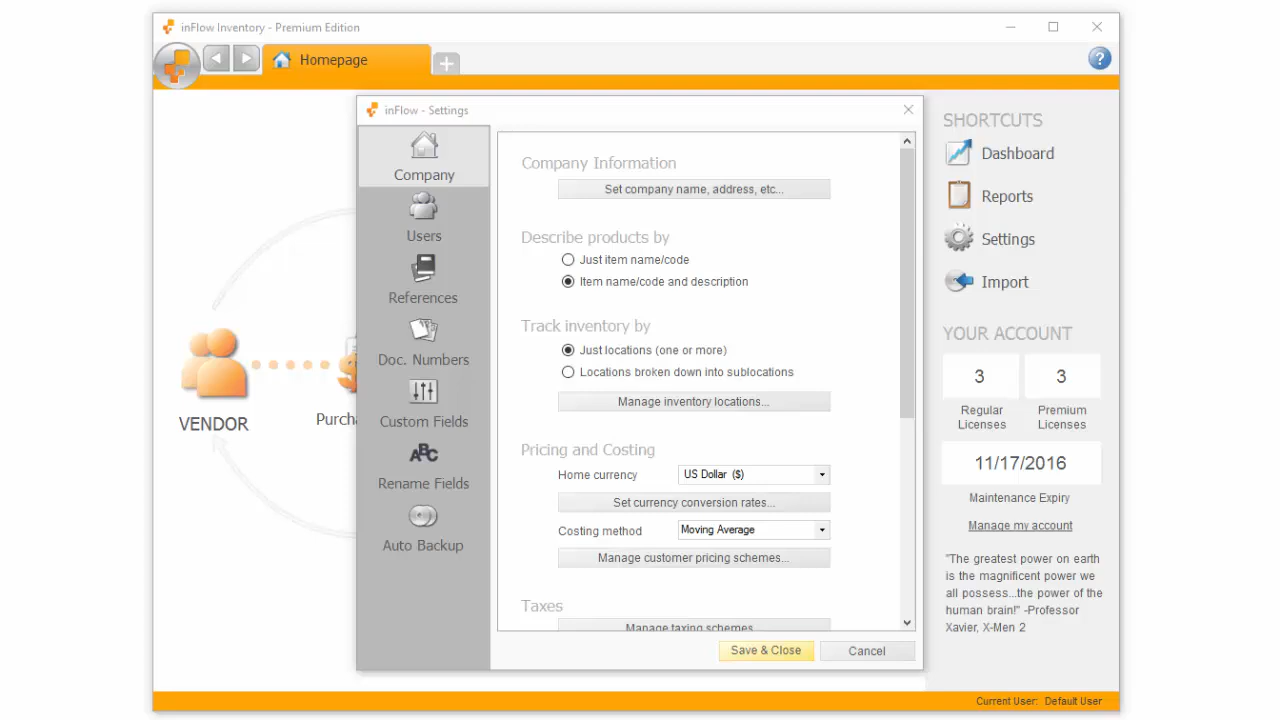 inFlow Inventory - Premium Edition
Homepage
inFlow - Settings
Company
Users
References
Doc. Numbers
Custom Fields
ABC
Rename Fields
Auto Backup
Company Information
Set company name, address, etc...
Describe products by
Just item name/code
Item name/code and description
Track inventory by
Just locations (one or more)
Locations broken down into sublocations
Manage inventory locations...
Pricing and Costing
Home currency
US Dollar ($)
Set currency conversion rates...
Costing method
Moving Average
Manage customer pricing schemes...
Taxes
Manage taxing schemes
Save & Close
Cancel
VENDOR
Purcha
SHORTCUTS
Dashboard
Reports
Settings
Import
YOUR ACCOUNT
3
Regular
Licenses
3
Premium
Licenses
11/17/2016
Maintenance Expiry
Manage my account
"The greatest power on earth
is the magnificent power we
all possess...the power of the
human brain!" -Professor
Xavier, X-Men 2
Current User: Default User